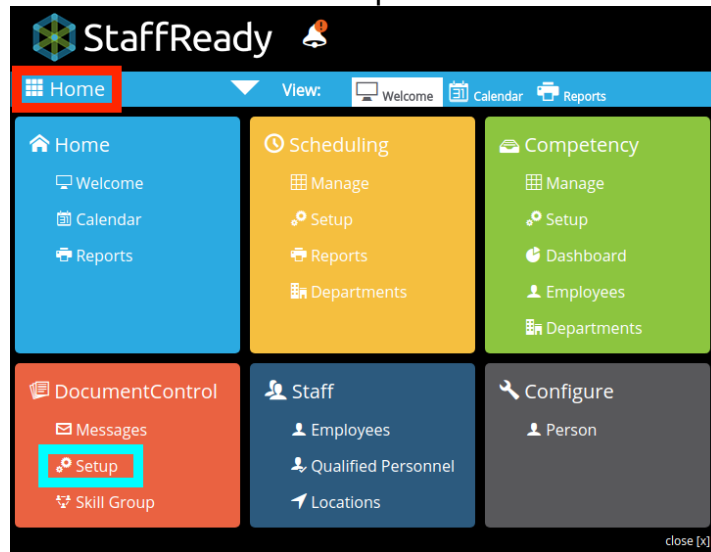 StaffReady
Home
View:
Welcome
Calendar
Reports
Home
Welcome
Calendar
Reports
Scheduling
Manage
Setup
Reports
Departments
Competency
Manage
Setup
Dashboard
Employees
Departments
DocumentControl
Messages
Setup
Skill Group
Staff
Employees
Qualified Personnel
Locations
Configure
Person
close [x]